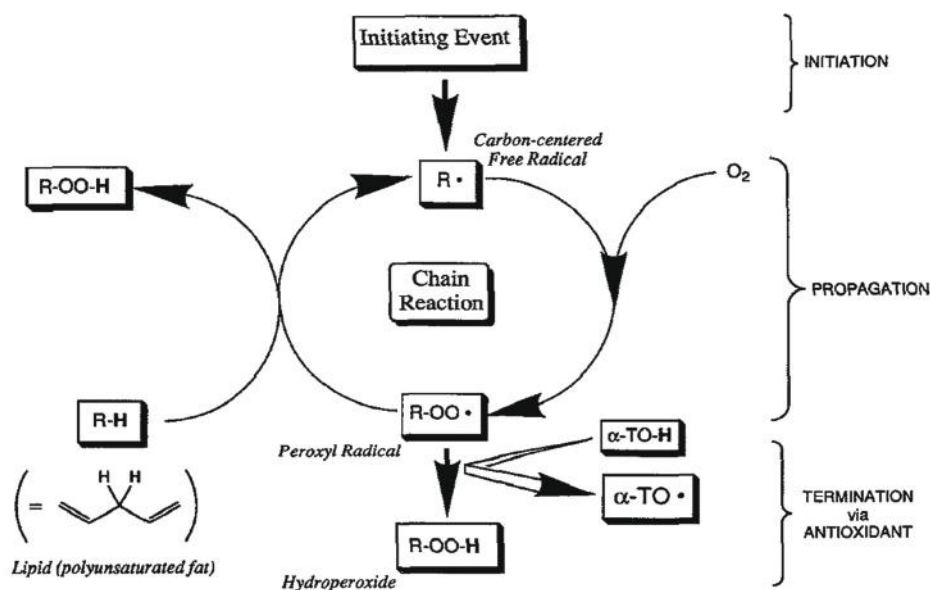 Initiating Event
INITIATION
Carbon-centered
Free Radical
R-OO-H
R •
O2
Chain
Reaction
PROPAGATION
R-H
R-OO •
Peroxyl Radical
α-TO-H
α-TO •
H H
( = )
Lipid (polyunsaturated fat)
R-OO-H
Hydroperoxide
TERMINATION
via
ANTIOXIDANT